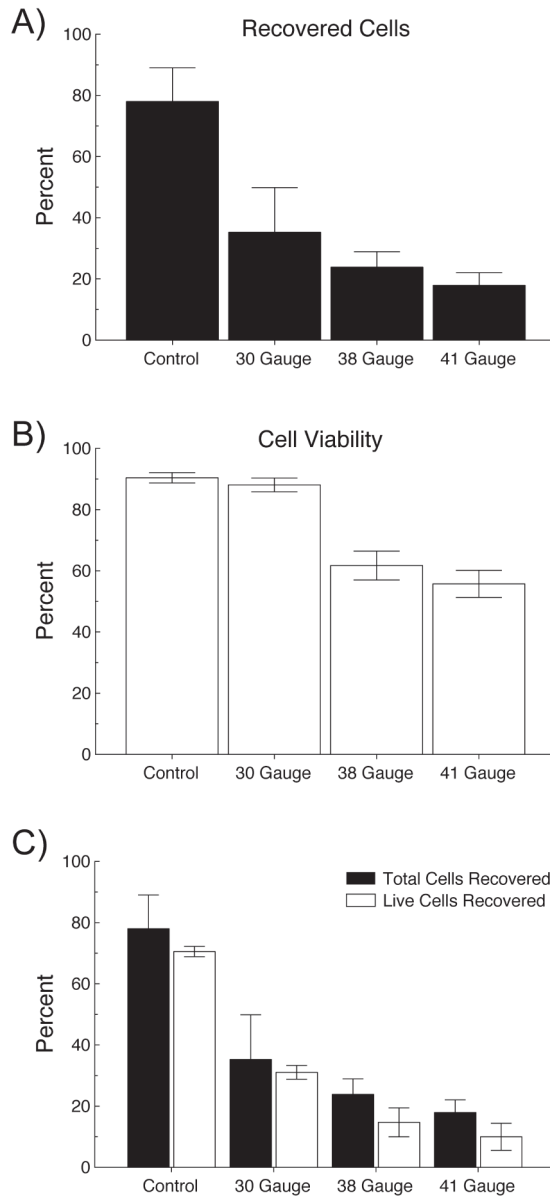 A)
Recovered Cells
Percent
100
80
60
40
20
0
Control 30 Gauge 38 Gauge 41 Gauge
B)
Cell Viability
Percent
100
80
60
40
20
0
Control 30 Gauge 38 Gauge 41 Gauge
C)
Total Cells Recovered
Live Cells Recovered
Percent
100
80
60
40
20
0
Control 30 Gauge 38 Gauge 41 Gauge